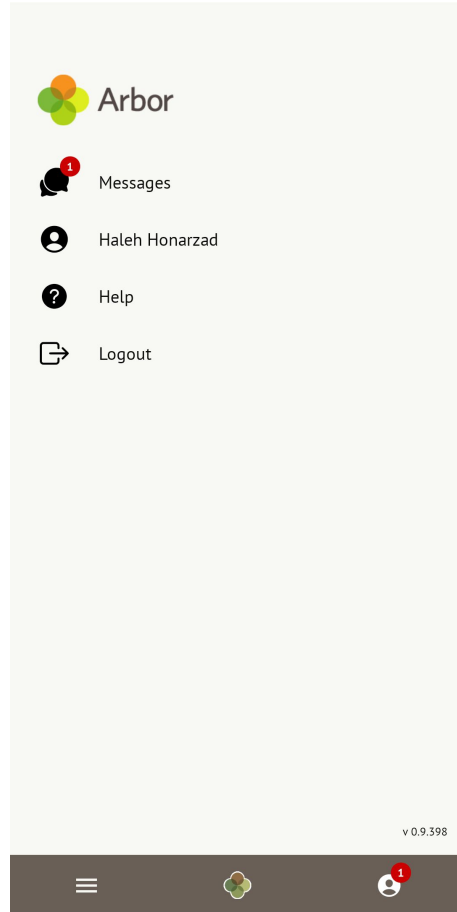 Arbor
1
Messages
Haleh Honarzad
?
Help
Logout
v 0.9.398
1